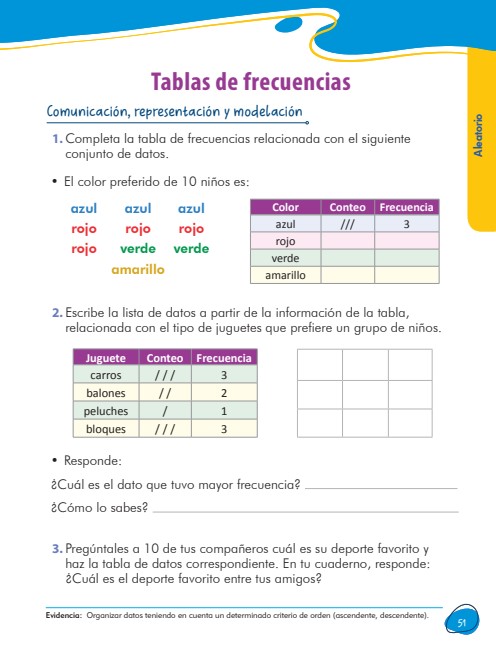 Aleatorio
Tablas de frecuencias
Comunicación, representación y modelación
1. Completa la tabla de frecuencias relacionada con el siguiente
conjunto de datos.
• El color preferido de 10 niños es:
azul azul azul
rojo rojo rojo
rojo verde verde
amarillo
Color Conteo Frecuencia
azul /// 3
rojo
verde
amarillo
2. Escribe la lista de datos a partir de la información de la tabla,
relacionada con el tipo de juguetes que prefiere un grupo de niños.
Juguete Conteo Frecuencia
carros / / / 3
balones / / 2
peluches / 1
bloques / / / 3
• Responde:
¿Cuál es el dato que tuvo mayor frecuencia?
¿Cómo lo sabes?
3. Pregúntales a 10 de tus compañeros cuál es su deporte favorito y
haz la tabla de datos correspondiente. En tu cuaderno, responde:
¿Cuál es el deporte favorito entre tus amigos?
Evidencia: Organizar datos teniendo en cuenta un determinado criterio de orden (ascendente, descendente).
51